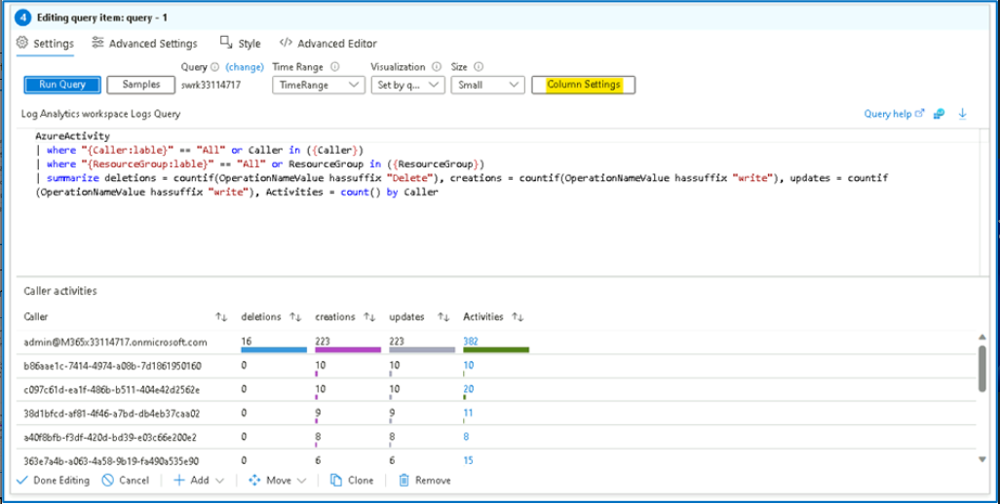 4 Editing query item: query - 1
Settings Advanced Settings Style </> Advanced Editor
Query (change) Time Range Visualization Size
Run Query Samples swrk33114717 TimeRange Set by q... Small Column Settings
Log Analytics workspace Logs Query Query help
AzureActivity
| where "{Caller:lable}" == "All" or Caller in ({Caller})
| where "{ResourceGroup:lable}" == "All" or ResourceGroup in ({ResourceGroup})
| summarize deletions = countif(OperationNameValue hassuffix "Delete"), creations = countif(OperationNameValue hassuffix "write"), updates = countif
(OperationNameValue hassuffix "write"), Activities = count() by Caller
Caller activities
Caller deletions creations updates Activities
admin@M365x33114717.onmicrosoft.com 16 223 223 382
b86aae1c-7414-4974-a08b-7d1861950160 0 10 10 10
c097c61d-ea1f-486b-b511-404e42d2562e 0 10 10 20
38d1bfcd-af81-4f46-a7bd-db4eb37caa02 0 9 9 11
a40f8bfb-f3df-420d-bd39-e03c66e200e2 0 8 8 8
363e7a4b-a063-4a58-9b19-fa490a535e90 0 6 6 15
Done Editing Cancel Add Move Clone Remove